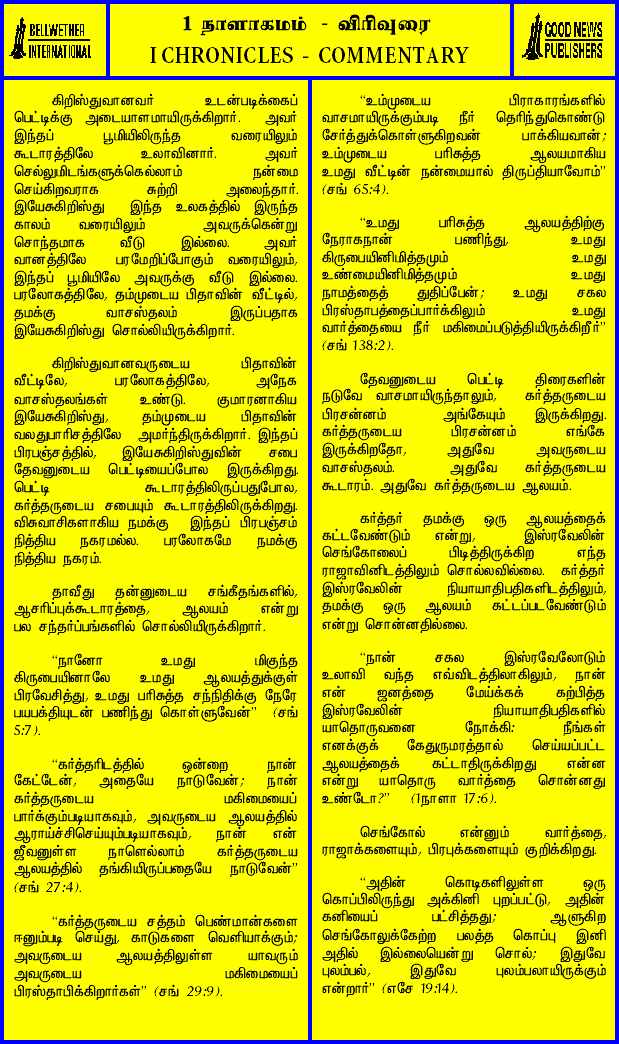 BELLWETHER
INTERNATIONAL
1 நாளாகமம் - விரிவுரை
I CHRONICLES - COMMENTARY
GOOD NEWS
PUBLISHERS
கிறிஸ்துவானவர் உடன்படிக்கைப்
பெட்டிக்கு அடையாளமாயிருக்கிறார். அவர்
இந்தப் பூமியிலிருந்த வரையிலும்
கூடாரத்திலே உலாவினார். அவர்
செல்லுமிடங்களுக்கெல்லாம் நன்மை
செய்கிறவராக சுற்றி அலைந்தார்.
இயேசுகிறிஸ்து இந்த உலகத்தில் இருந்த
காலம் வரையிலும் அவருக்கென்று
சொந்தமாக வீடு இல்லை. அவர்
வானத்திலே பரமேறிப்போகும் வரையிலும்,
இந்தப் பூமியிலே அவருக்கு வீடு இல்லை.
பரலோகத்திலே, தம்முடைய பிதாவின் வீட்டில்,
தமக்கு வாசஸ்தலம் இருப்பதாக
இயேசுகிறிஸ்து சொல்லியிருக்கிறார்.
கிறிஸ்துவானவருடைய பிதாவின்
வீட்டிலே, பரலோகத்திலே, அநேக
வாசஸ்தலங்கள் உண்டு. குமாரனாகிய
இயேசுகிறிஸ்து, தம்முடைய பிதாவின்
வலதுபாரிசத்திலே அமர்ந்திருக்கிறார். இந்தப்
பிரபஞ்சத்தில், இயேசுகிறிஸ்துவின் சபை
தேவனுடைய பெட்டியைப்போல இருக்கிறது.
பெட்டி கூடாரத்திலிருப்பதுபோல,
கர்த்தருடைய சபையும் கூடாரத்திலிருக்கிறது.
விசுவாசிகளாகிய நமக்கு இந்தப் பிரபஞ்சம்
நித்திய நகரமல்ல. பரலோகமே நமக்கு
நித்திய நகரம்.
தாவீது தன்னுடைய சங்கீதங்களில்,
ஆசரிப்புக்கூடாரத்தை, ஆலயம் என்று
பல சந்தர்ப்பங்களில் சொல்லியிருக்கிறார்.
“நானோ உமது மிகுந்த
கிருபையினாலே உமது ஆலயத்துக்குள்
பிரவேசித்து, உமது பரிசுத்த சந்நிதிக்கு நேரே
பயபக்தியுடன் பணிந்து கொள்ளுவேன்” (சங்
5:7).
“கர்த்தரிடத்தில் ஒன்றை நான்
கேட்டேன், அதையே நாடுவேன்; நான்
கர்த்தருடைய மகிமையைப்
பார்க்கும்படியாகவும், அவருடைய ஆலயத்தில்
ஆராய்ச்சிசெய்யும்படியாகவும், நான் என்
ஜீவனுள்ள நாளெல்லாம் கர்த்தருடைய
ஆலயத்தில் தங்கியிருப்பதையே நாடுவேன்”
(சங் 27:4).
“கர்த்தருடைய சத்தம் பெண்மான்களை
ஈனும்படி செய்து, காடுகளை வெளியாக்கும்;
அவருடைய ஆலயத்திலுள்ள யாவரும்
அவருடைய மகிமையைப்
பிரஸ்தாபிக்கிறார்கள்” (சங் 29:9).
“உம்முடைய பிராகாரங்களில்
வாசமாயிருக்கும்படி நீர் தெரிந்துகொண்டு
சேர்த்துக்கொள்ளுகிறவன் பாக்கியவான்;
உம்முடைய பரிசுத்த ஆலயமாகிய
உமது வீட்டின் நன்மையால் திருப்தியாவோம்”
(சங் 65:4).
“உமது பரிசுத்த ஆலயத்திற்கு
நேராகநான் பணிந்து, உமது
கிருபையினிமித்தமும் உமது
உண்மையினிமித்தமும் உமது
நாமத்தைத் துதிப்பேன்; உமது சகல
பிரஸ்தாபத்தைப்பார்க்கிலும் உமது
வார்த்தையை நீர் மகிமைப்படுத்தியிருக்கிறீர்”
(சங் 138:2).
தேவனுடைய பெட்டி திரைகளின்
நடுவே வாசமாயிருந்தாலும், கர்த்தருடைய
பிரசன்னம் அங்கேயும் இருக்கிறது.
கர்த்தருடைய பிரசன்னம் எங்கே
இருக்கிறதோ, அதுவே அவருடைய
வாசஸ்தலம். அதுவே கர்த்தருடைய
கூடாரம். அதுவே கர்த்தருடைய ஆலயம்.
கர்த்தர் தமக்கு ஒரு ஆலயத்தைக்
கட்டவேண்டும் என்று, இஸ்ரவேலின்
செங்கோலைப் பிடித்திருக்கிற எந்த
ராஜாவினிடத்திலும் சொல்லவில்லை. கர்த்தர்
இஸ்ரவேலின் நியாயாதிபதிகளிடத்திலும்,
தமக்கு ஒரு ஆலயம் கட்டப்படவேண்டும்
என்று சொன்னதில்லை.
“நான் சகல இஸ்ரவேலோடும்
உலாவி வந்த எவ்விடத்திலாகிலும், நான்
என் ஜனத்தை மேய்க்கக் கற்பித்த
இஸ்ரவேலின் நியாயாதிபதிகளில்
யாதொருவனை நோக்கி: நீங்கள்
எனக்குக் கேதுருமரத்தால் செய்யப்பட்ட
ஆலயத்தைக் கட்டாதிருக்கிறது என்ன
என்று யாதொரு வார்த்தை சொன்னது
உண்டோ?” (1நாளா 17:6).
செங்கோல் என்னும் வார்த்தை,
ராஜாக்களையும், பிரபுக்களையும் குறிக்கிறது.
“அதின் கொடிகளிலுள்ள ஒரு
கொப்பிலிருந்து அக்கினி புறப்பட்டு, அதின்
கனியைப் பட்சித்தது; ஆளுகிற
செங்கோலுக்கேற்ற பலத்த கொப்பு இனி
அதில் இல்லையென்று சொல்; இதுவே
புலம்பல், இதுவே புலம்பலாயிருக்கும்
என்றார்” (எசே 19:14).